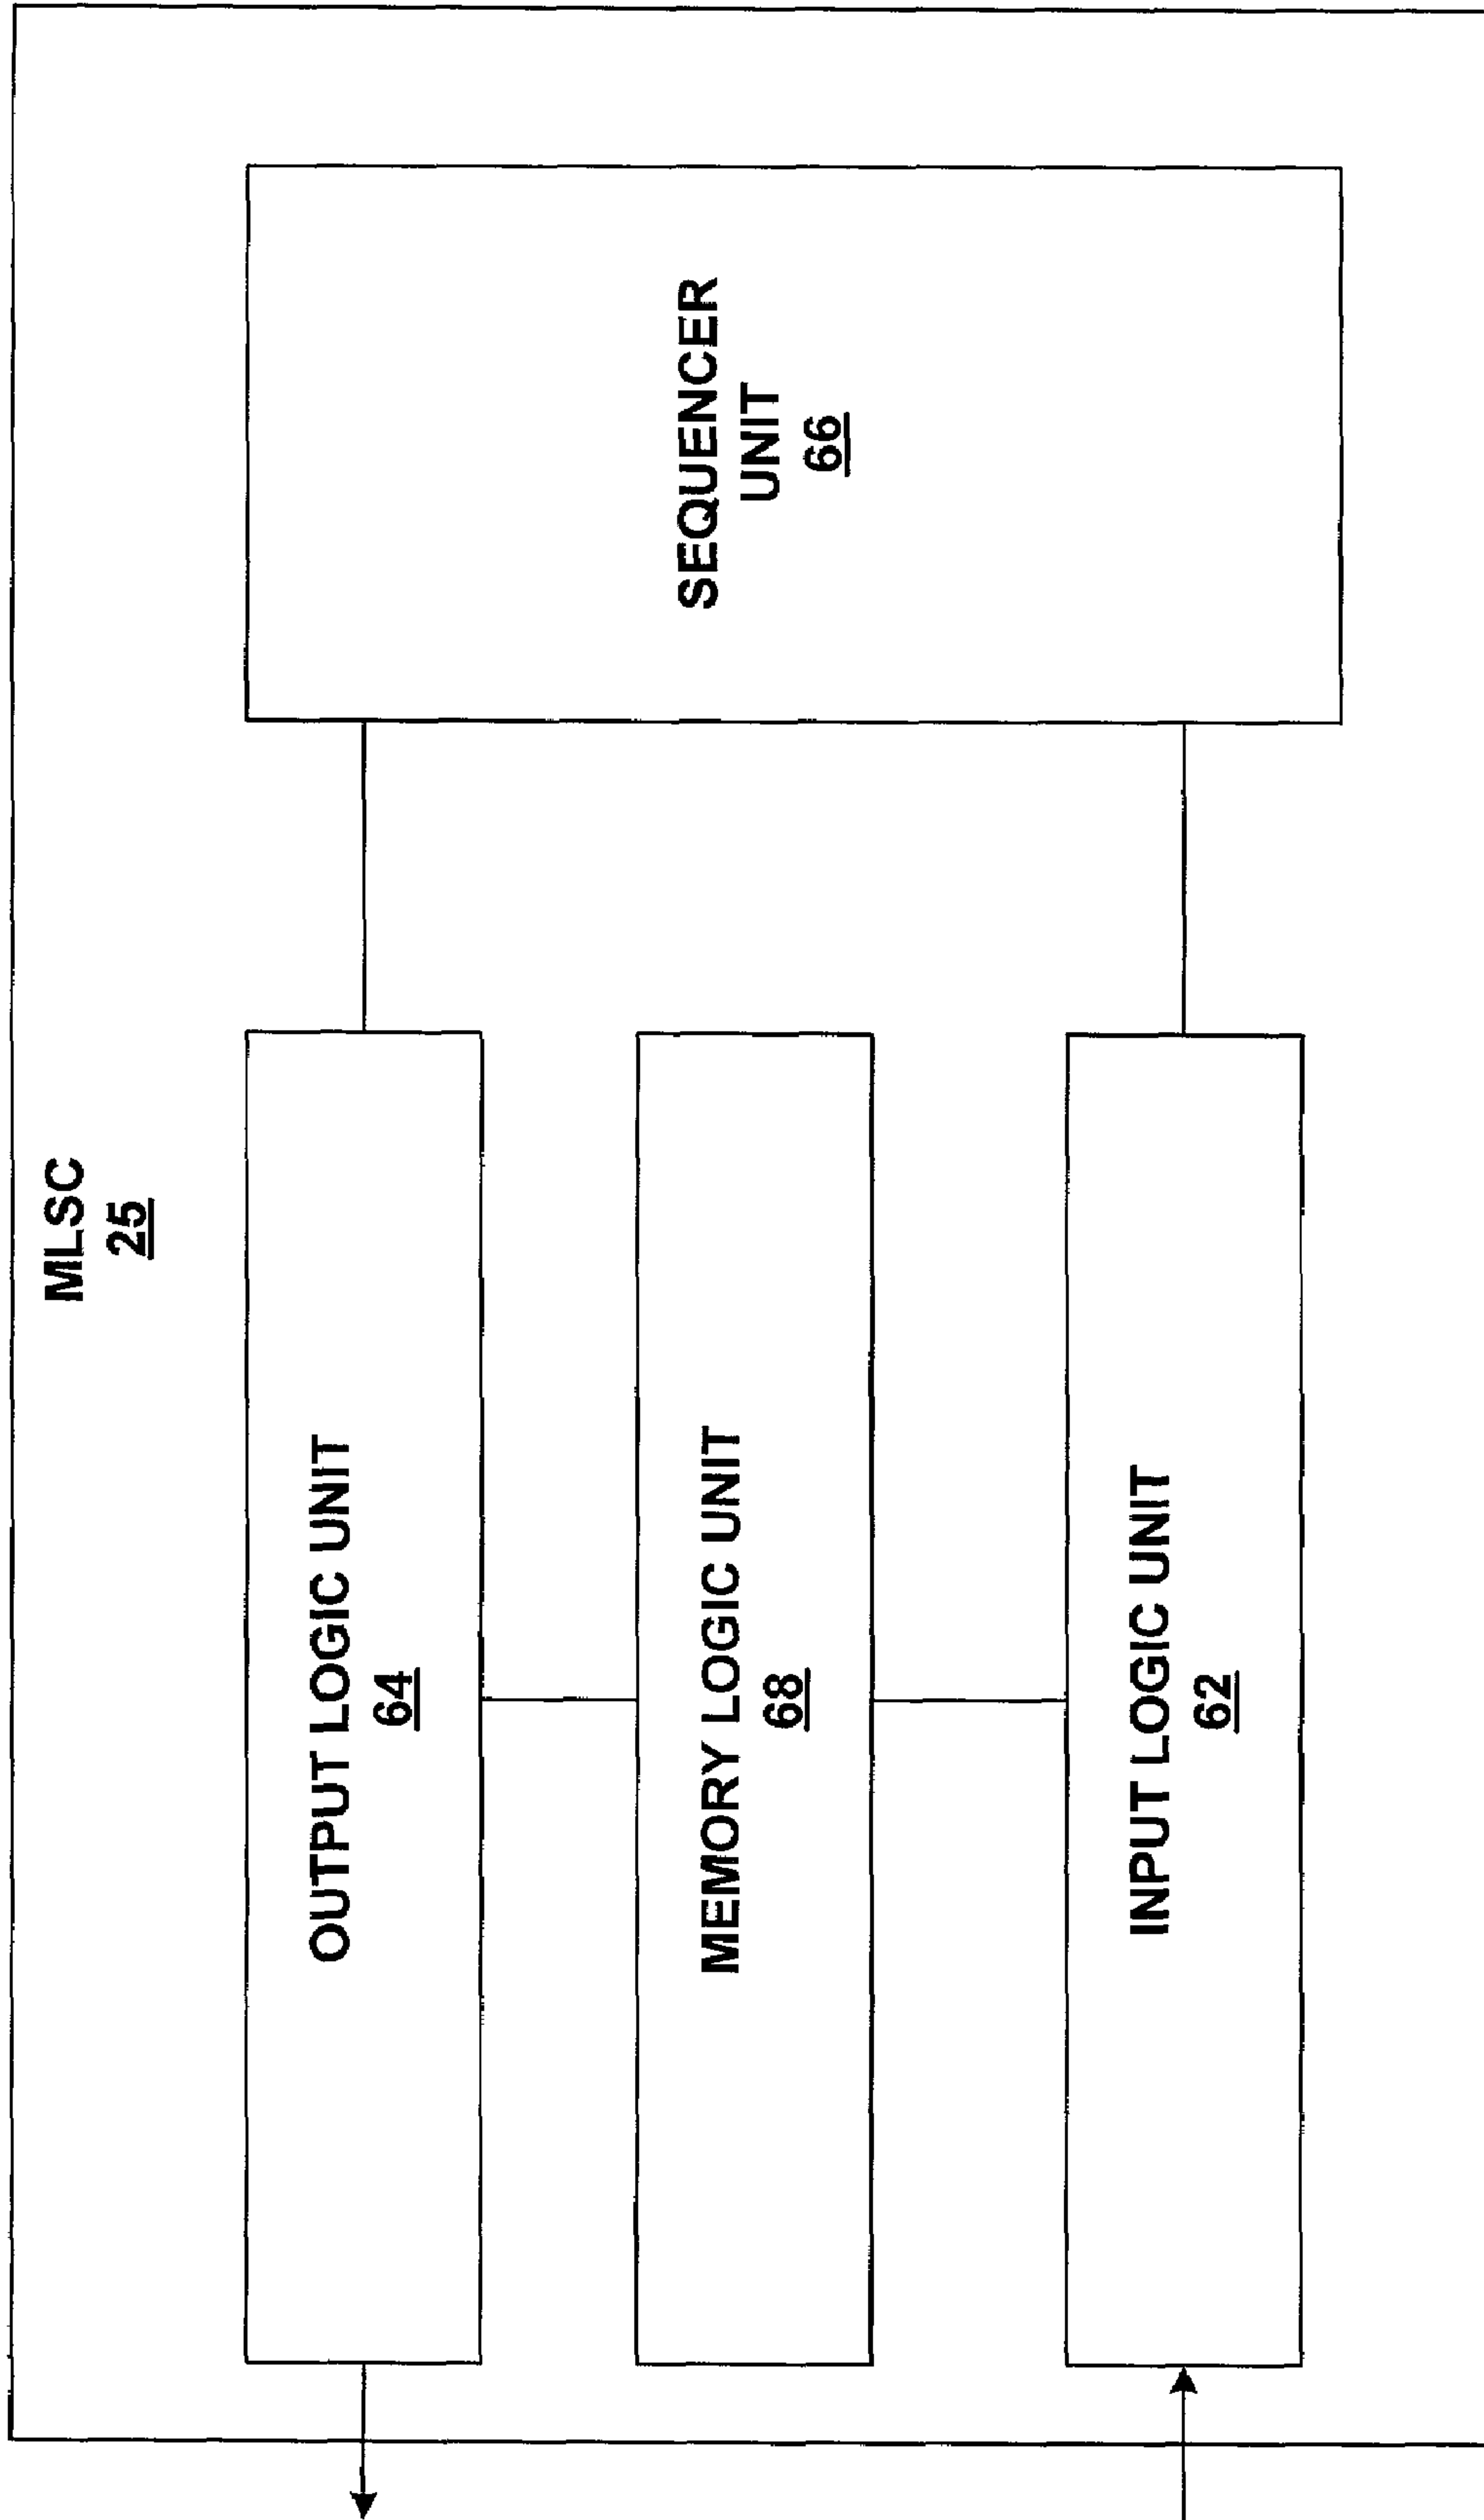 MLSC
25
OUTPUT LOGIC UNIT
64
MEMORY LOGIC UNIT
68
INPUT LOGIC UNIT
62
SEQUENCER
UNIT
66